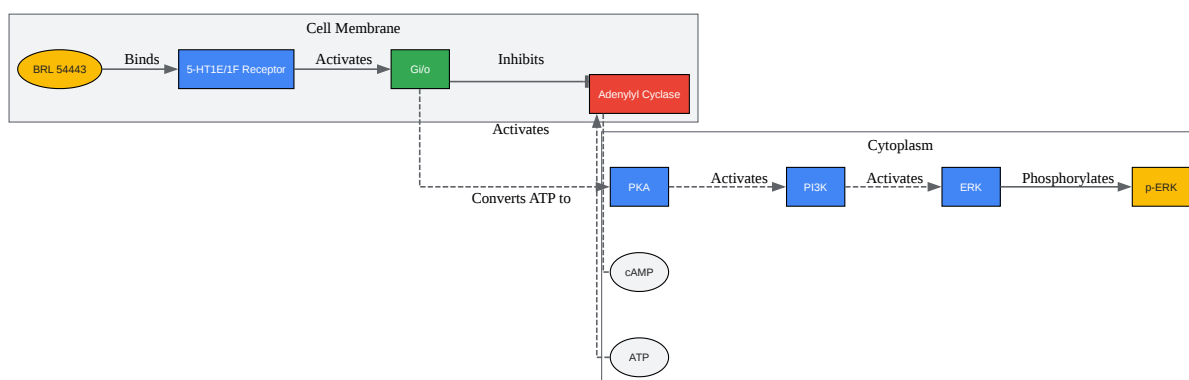 Cell Membrane
BRL 54443
Binds
5-HT1E/1F Receptor
Activates
Gi/o
Inhibits
Adenylyl Cyclase
Activates
Cytoplasm
PKA
Activates
PI3K
Activates
ERK
Phosphorylates
p-ERK
Converts ATP to
cAMP
ATP